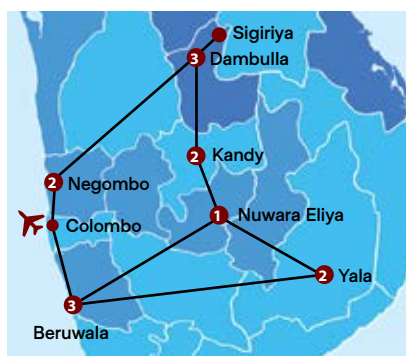 Sigiriya
3 Dambulla
2 Kandy
2 Negombo
1 Nuwara Eliya
Colombo
2 Yala
3
Beruwala